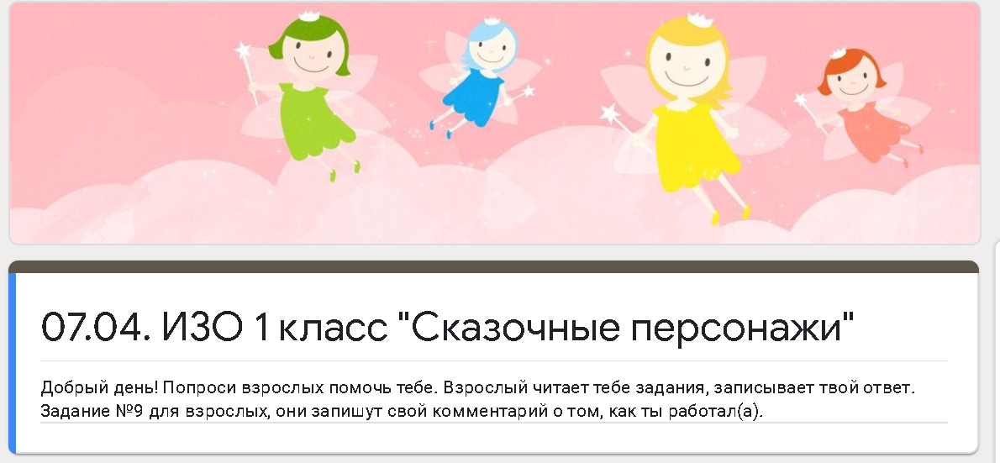 07.04. ИЗО 1 класс "Сказочные персонажи"
Добрый день! Попроси взрослых помочь тебе. Взрослый читает тебе задания, записывает твой ответ.
Задание №9 для взрослых, они запишут свой комментарий о том, как ты работал(а).